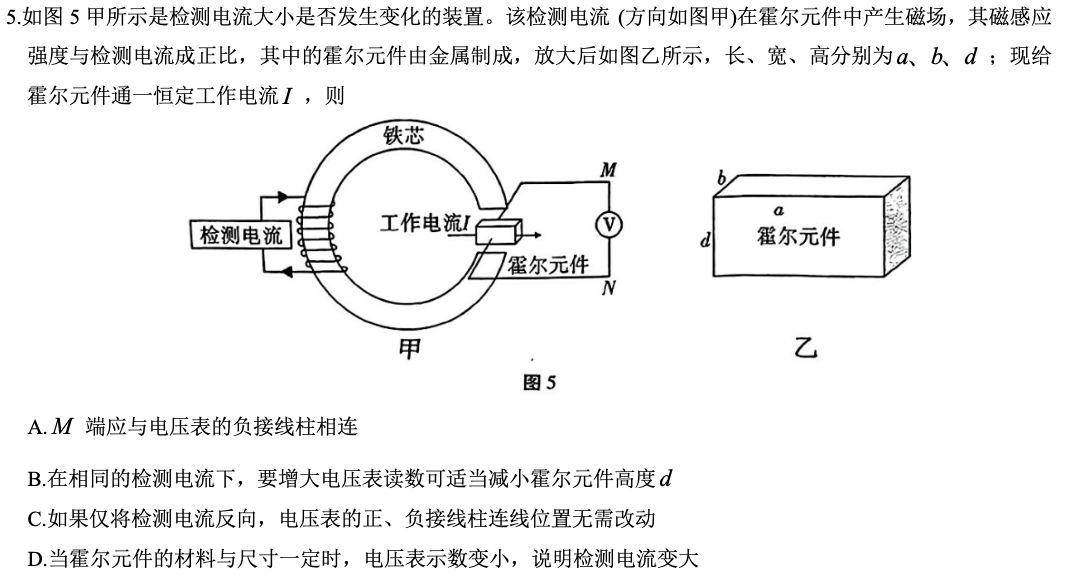 5.如图 5 甲所示是检测电流大小是否发生变化的装置。该检测电流 (方向如图甲)在霍尔元件中产生磁场，其磁感应
强度与检测电流成正比，其中的霍尔元件由金属制成，放大后如图乙所示，长、宽、高分别为a、b、d ；现给
霍尔元件通一恒定工作电流I ，则
铁芯
M
检测电流
工作电流I
V
霍尔元件
N
甲
b
a
d
霍尔元件
乙
图 5
A. M 端应与电压表的负接线柱相连
B.在相同的检测电流下，要增大电压表读数可适当减小霍尔元件高度d
C.如果仅将检测电流反向，电压表的正、负接线柱连线位置无需改动
D.当霍尔元件的材料与尺寸一定时，电压表示数变小，说明检测电流变大